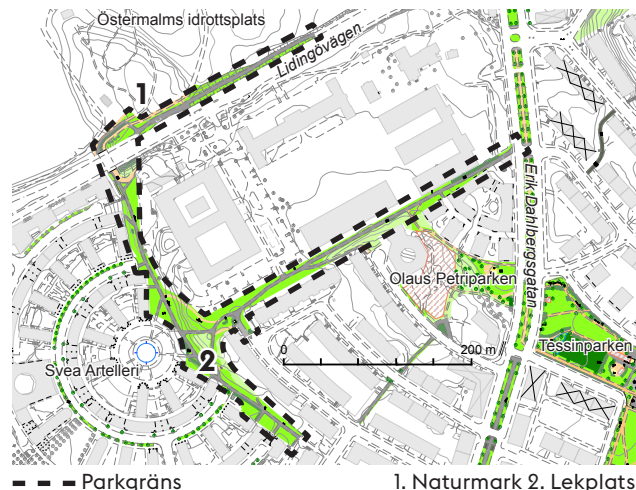 Östermalms idrottsplats
Lidingövägen
1
Erik Dahlbergsgatan
Olaus Petriparken
Tessinparken
2
0 200 m
Svea Artelleri
Parkgräns 1. Naturmark 2. Lekplats